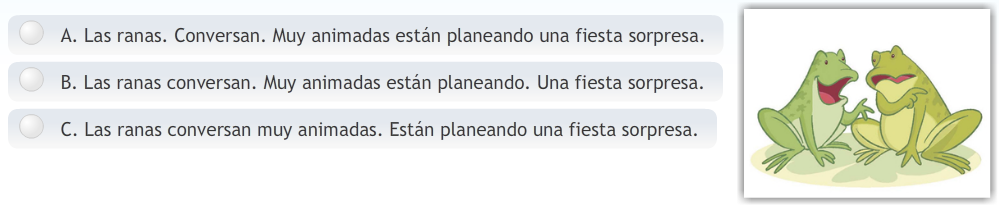 A. Las ranas. Conversan. Muy animadas están planeando una fiesta sorpresa.
B. Las ranas conversan. Muy animadas están planeando. Una fiesta sorpresa.
C. Las ranas conversan muy animadas. Están planeando una fiesta sorpresa.